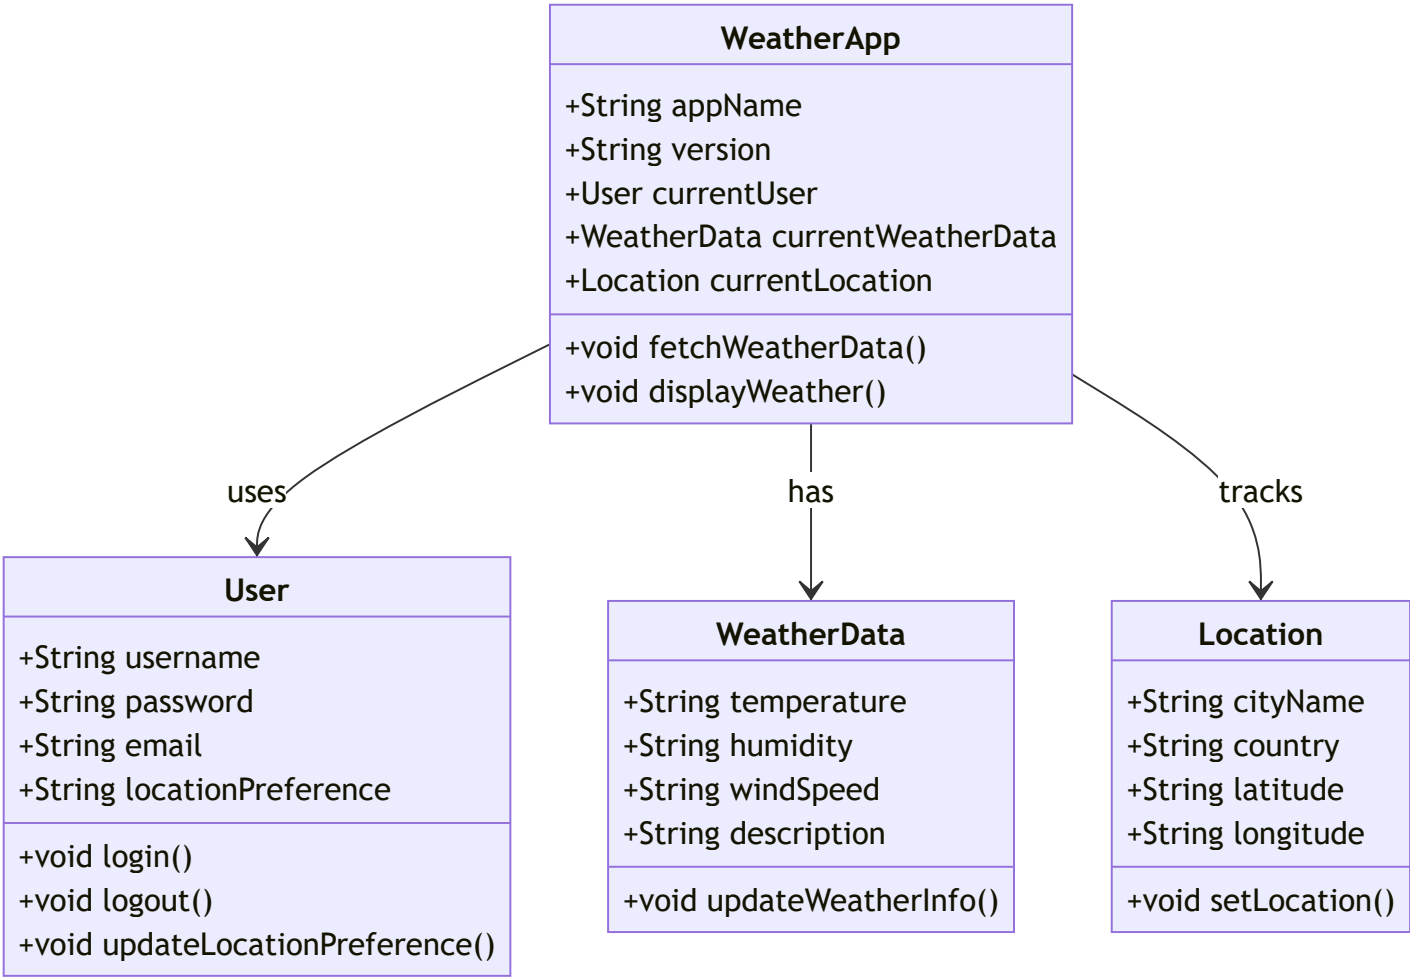 WeatherApp
+String appName
+String version
+User currentUser
+WeatherData currentWeatherData
+Location currentLocation
+void fetchWeatherData()
+void displayWeather()
uses
has
tracks
User
+String username
+String password
+String email
+String locationPreference
+void login()
+void logout()
+void updateLocationPreference()
WeatherData
+String temperature
+String humidity
+String windSpeed
+String description
+void updateWeatherInfo()
Location
+String cityName
+String country
+String latitude
+String longitude
+void setLocation()